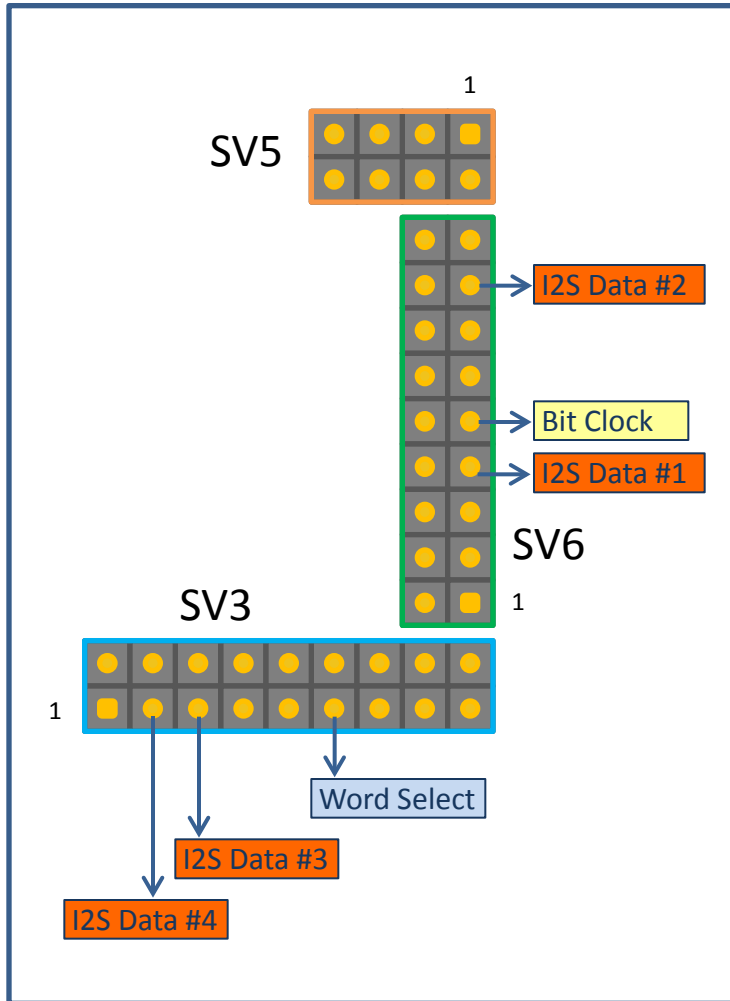 1
SV5
I2S Data #2
Bit Clock
I2S Data #1
SV6
1
SV3
1
Word Select
I2S Data #3
I2S Data #4